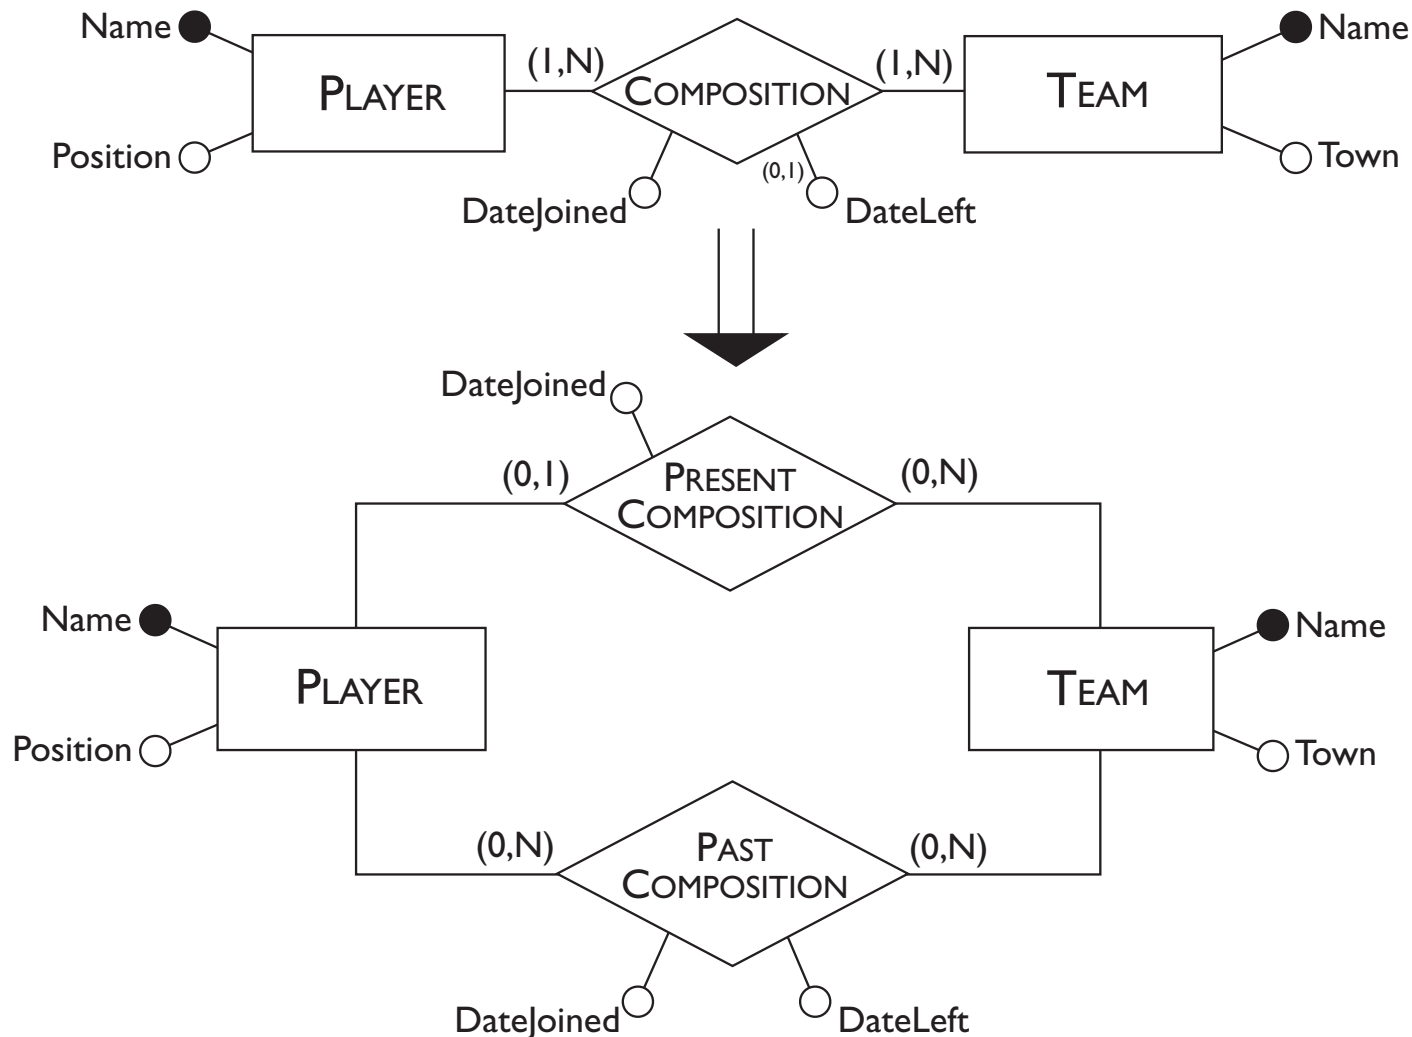 Name
Name
PLAYER
(1,N)
COMPOSITION
(1,N)
TEAM
Position
Town
(0,1)
DateJoined
DateLeft
DateJoined
(0,1)
PRESENT
COMPOSITION
(0,N)
Name
Name
PLAYER
TEAM
Position
Town
(0,N)
PAST
COMPOSITION
(0,N)
DateJoined
DateLeft